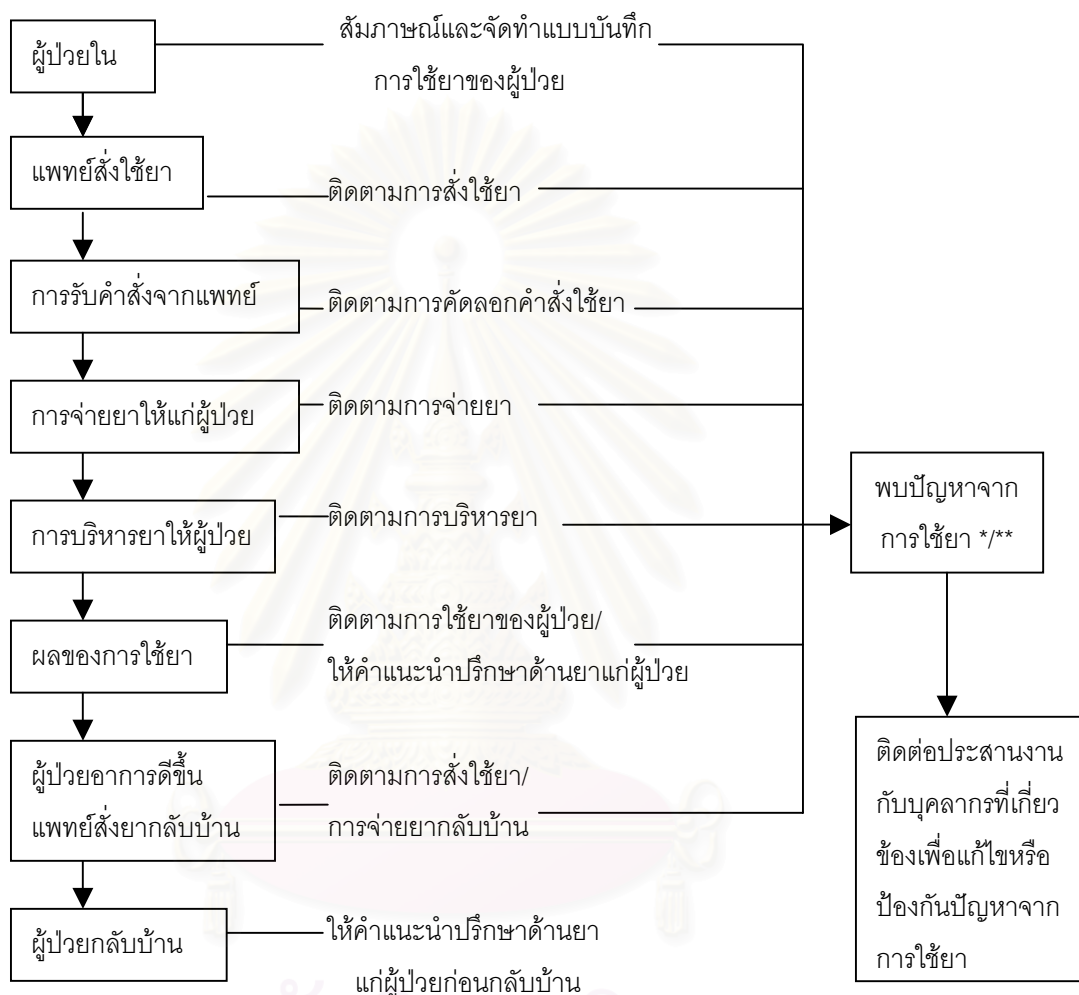 ผู้ป่วยใน
สัมภาษณ์และจัดทำแบบบันทึก
การใช้ยาของผู้ป่วย
แพทย์สั่งใช้ยา
ติดตามการสั่งใช้ยา
การรับคำสั่งจากแพทย์
ติดตามการคัดลอกคำสั่งใช้ยา
การจ่ายยาให้แก่ผู้ป่วย
ติดตามการจ่ายยา
การบริหารยาให้ผู้ป่วย
ติดตามการบริหารยา
พบปัญหาจาก
การใช้ยา */**
ผลของการใช้ยา
ติดตามการใช้ยาของผู้ป่วย/
ให้คำแนะนำปรึกษาด้านยาแก่ผู้ป่วย
ผู้ป่วยอาการดีขึ้น
แพทย์สั่งยากลับบ้าน
ติดตามการสั่งใช้ยา/
การจ่ายยากลับบ้าน
ติดต่อประสานงาน
กับบุคลากรที่เกี่ยว
ข้องเพื่อแก้ไขหรือ
ป้องกันปัญหาจาก
การใช้ยา
ผู้ป่วยกลับบ้าน
ให้คำแนะนำปรึกษาด้านยา
แก่ผู้ป่วยก่อนกลับบ้าน